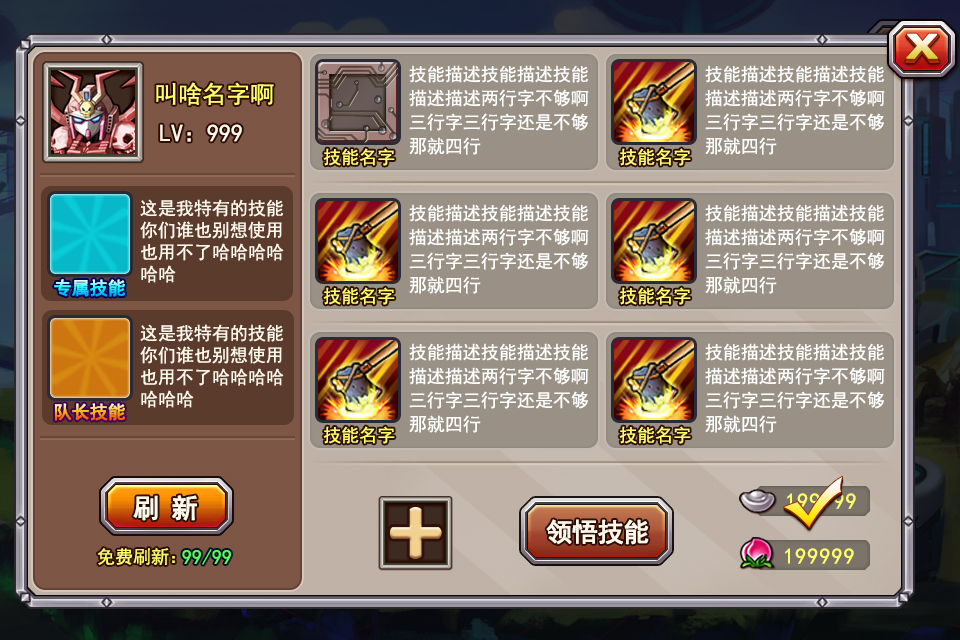 叫啥名字啊
LV: 999
这是我特有的技能
你们谁也别想使用
也用不了哈哈哈哈
哈哈
专属技能
这是我特有的技能
你们谁也别想使用
也用不了哈哈哈哈
哈哈哈
队长技能
刷 新
免费刷新: 99/99
技能描述技能描述技能
描述描述两行字不够啊
三行字三行字还是不够
那就四行
技能名字
技能描述技能描述技能
描述描述两行字不够啊
三行字三行字还是不够
那就四行
技能名字
技能描述技能描述技能
描述描述两行字不够啊
三行字三行字还是不够
那就四行
技能名字
技能描述技能描述技能
描述描述两行字不够啊
三行字三行字还是不够
那就四行
技能名字
技能描述技能描述技能
描述描述两行字不够啊
三行字三行字还是不够
那就四行
技能名字
技能描述技能描述技能
描述描述两行字不够啊
三行字三行字还是不够
那就四行
技能名字
领悟技能
199999